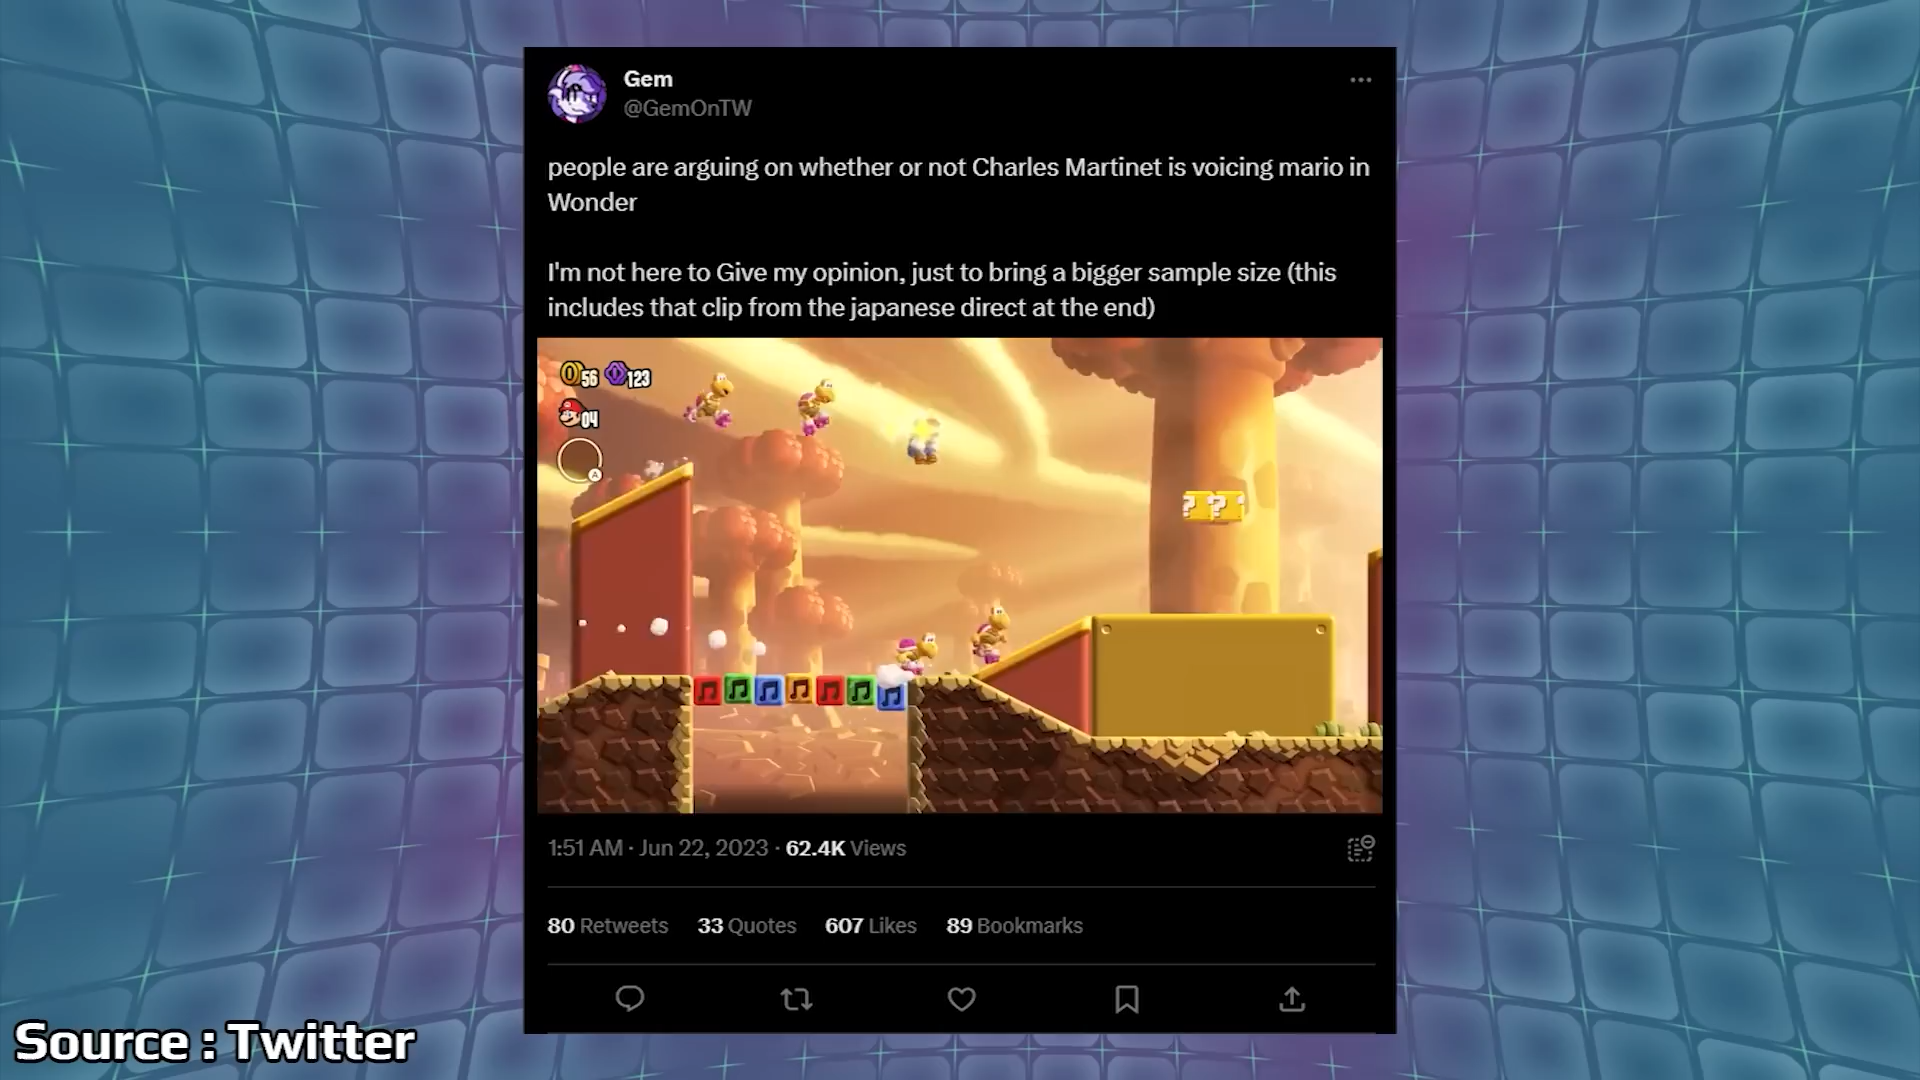 Gem
@GemOnTW
people are arguing on whether or not Charles Martinet is voicing mario in
Wonder
I'm not here to Give my opinion, just to bring a bigger sample size (this
includes that clip from the japanese direct at the end)
56 123
04
A
? ?
1:51 AM · Jun 22, 2023 · 62.4K Views
80 Retweets 33 Quotes 607 Likes 89 Bookmarks
Source : Twitter